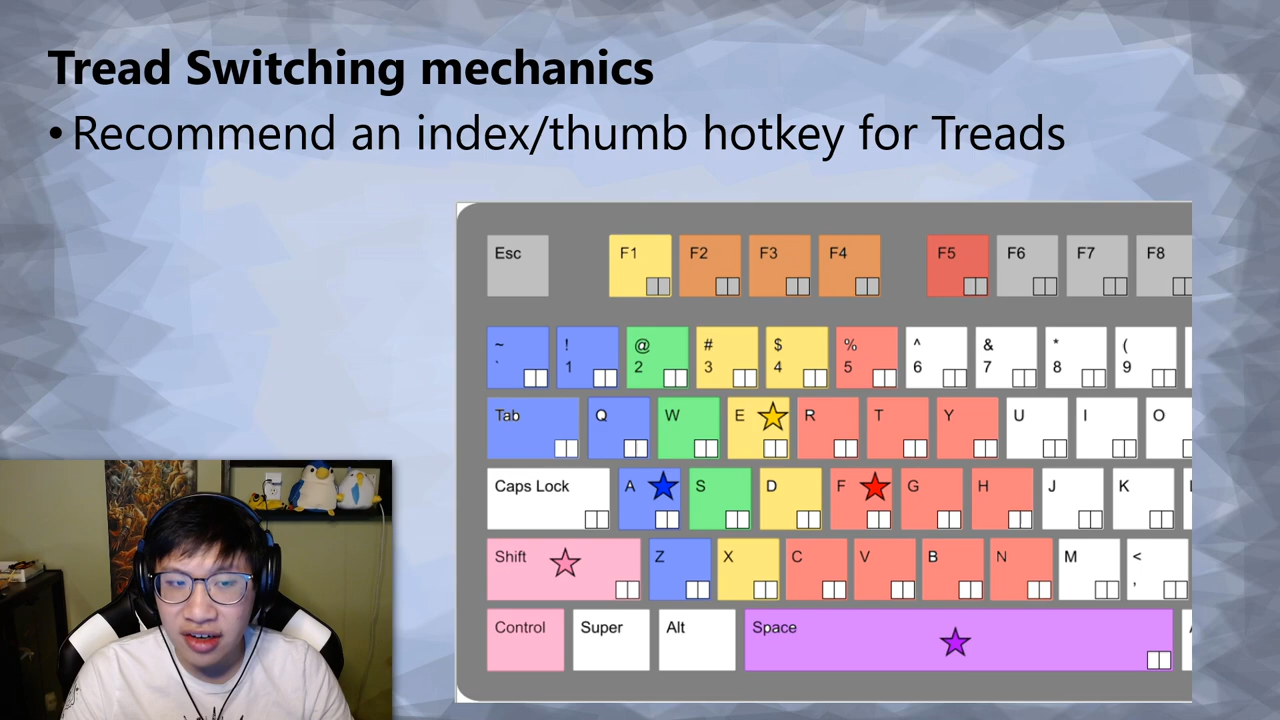 Tread Switching mechanics
• Recommend an index/thumb hotkey for Treads
Esc F1 F2 F3 F4 F5 F6 F7 F8
~ ! @ # $ % ^ & * (
` 1 2 3 4 5 6 7 8 9
Tab Q W E R T Y U I O
Caps Lock A S D F G H J K
Shift Z X C V B N M <
,
Control Super Alt Space